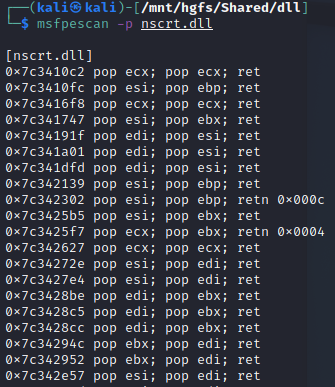 ┌──(kali㉿kali)-[/mnt/hgfs/Shared/dll]
└─$ msfpescan -p nscrt.dll
[nscrt.dll]
0×7c3410c2 pop ecx; pop ecx; ret
0×7c3410fc pop esi; pop ebp; ret
0×7c3416f8 pop ecx; pop ecx; ret
0×7c341747 pop esi; pop ebx; ret
0×7c34191f pop edi; pop esi; ret
0×7c341a01 pop edi; pop esi; ret
0×7c341dfd pop edi; pop esi; ret
0×7c342139 pop esi; pop ebp; ret
0×7c342302 pop esi; pop ebp; retn 0×000c
0×7c3425b5 pop esi; pop ebx; ret
0×7c3425f7 pop ecx; pop ecx; retn 0×0004
0×7c342627 pop ecx; pop ecx; ret
0×7c34272e pop esi; pop edi; ret
0×7c3427e4 pop esi; pop edi; ret
0×7c3428be pop edi; pop ebx; ret
0×7c3428c5 pop edi; pop ebx; ret
0×7c3428cc pop edi; pop ebx; ret
0×7c34294c pop ebx; pop edi; ret
0×7c342952 pop ebx; pop edi; ret
0×7c342e57 pop esi; pop edi; ret